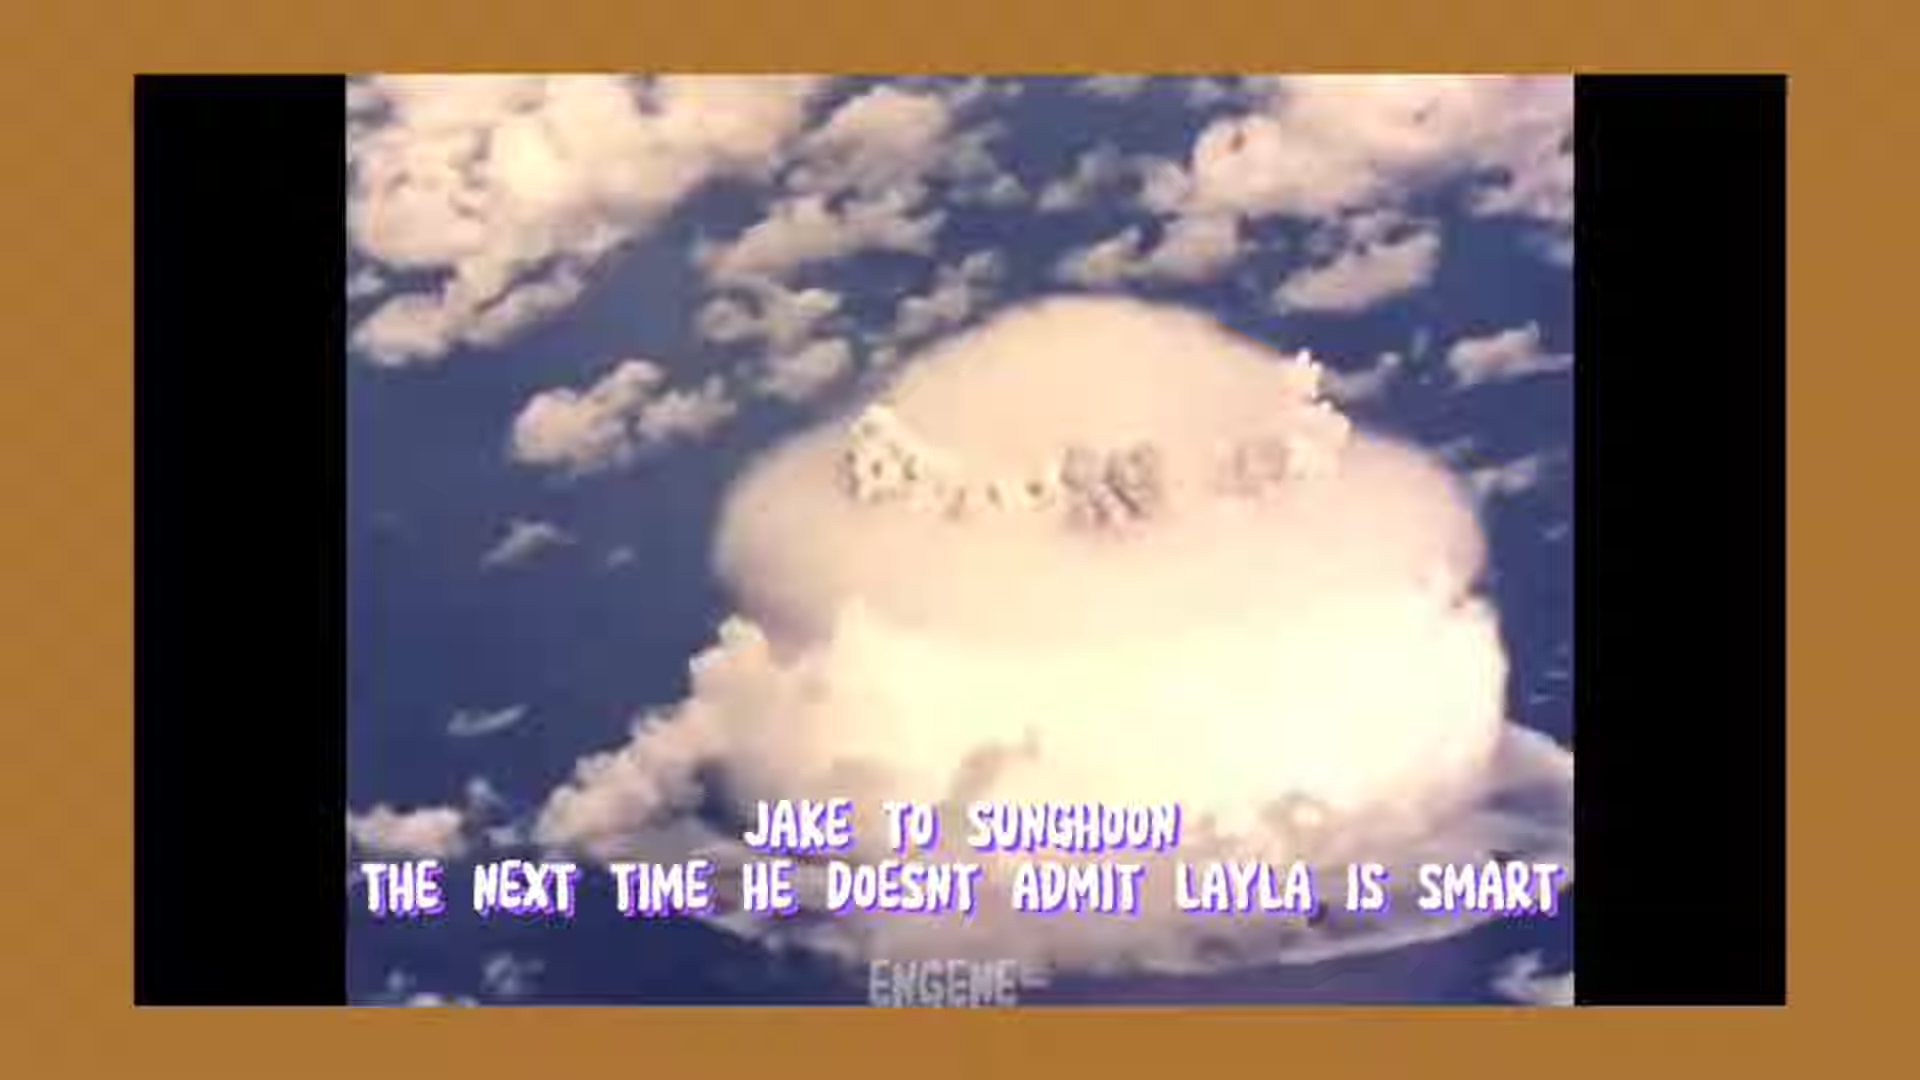 JAKE TO SUNGHOON
THE NEXT TIME HE DOESNT ADMIT LAYLA IS SMART
ENGENE-